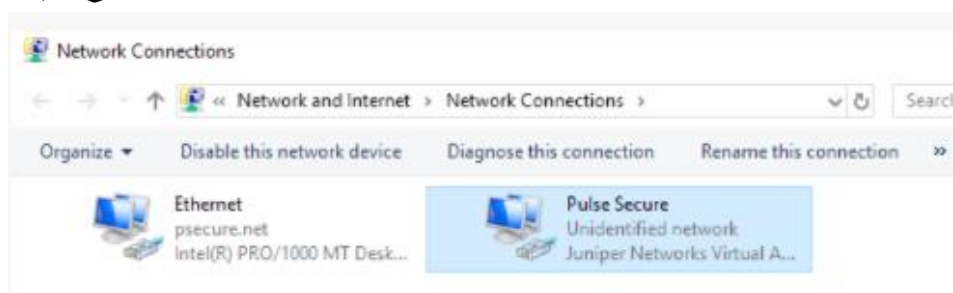 Network Connections
« Network and Internet › Network Connections ›
Search
Organize Disable this network device Diagnose this connection Rename this connection »
Ethernet
psecure.net
Intel(R) PRO/1000 MT Desk...
Pulse Secure
Unidentified network
Juniper Networks Virtual A...